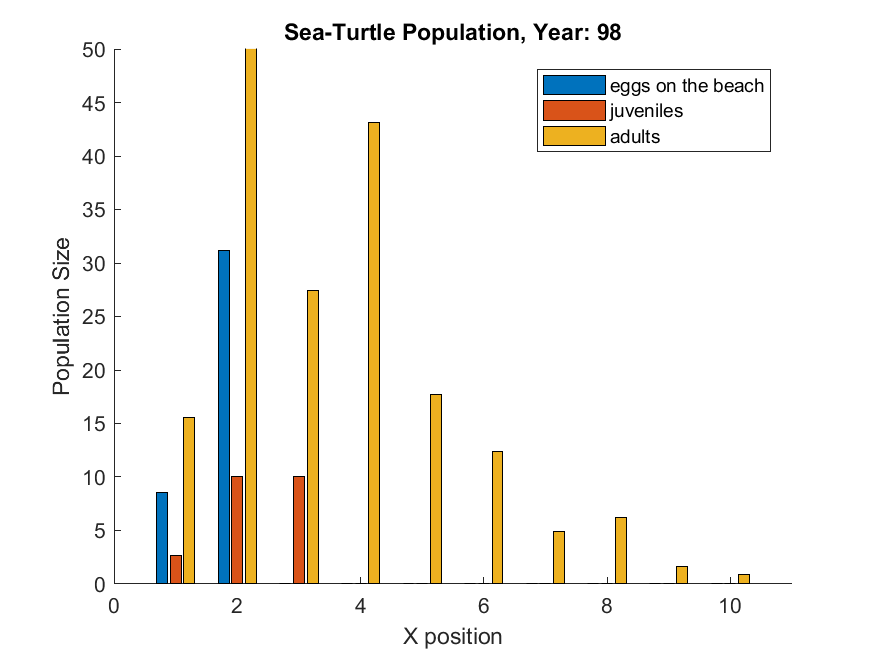 Sea-Turtle Population, Year: 98
50
45
40
35
30
25
20
15
10
5
0
Population Size
eggs on the beach
juveniles
adults
0 2 4 6 8 10
X position